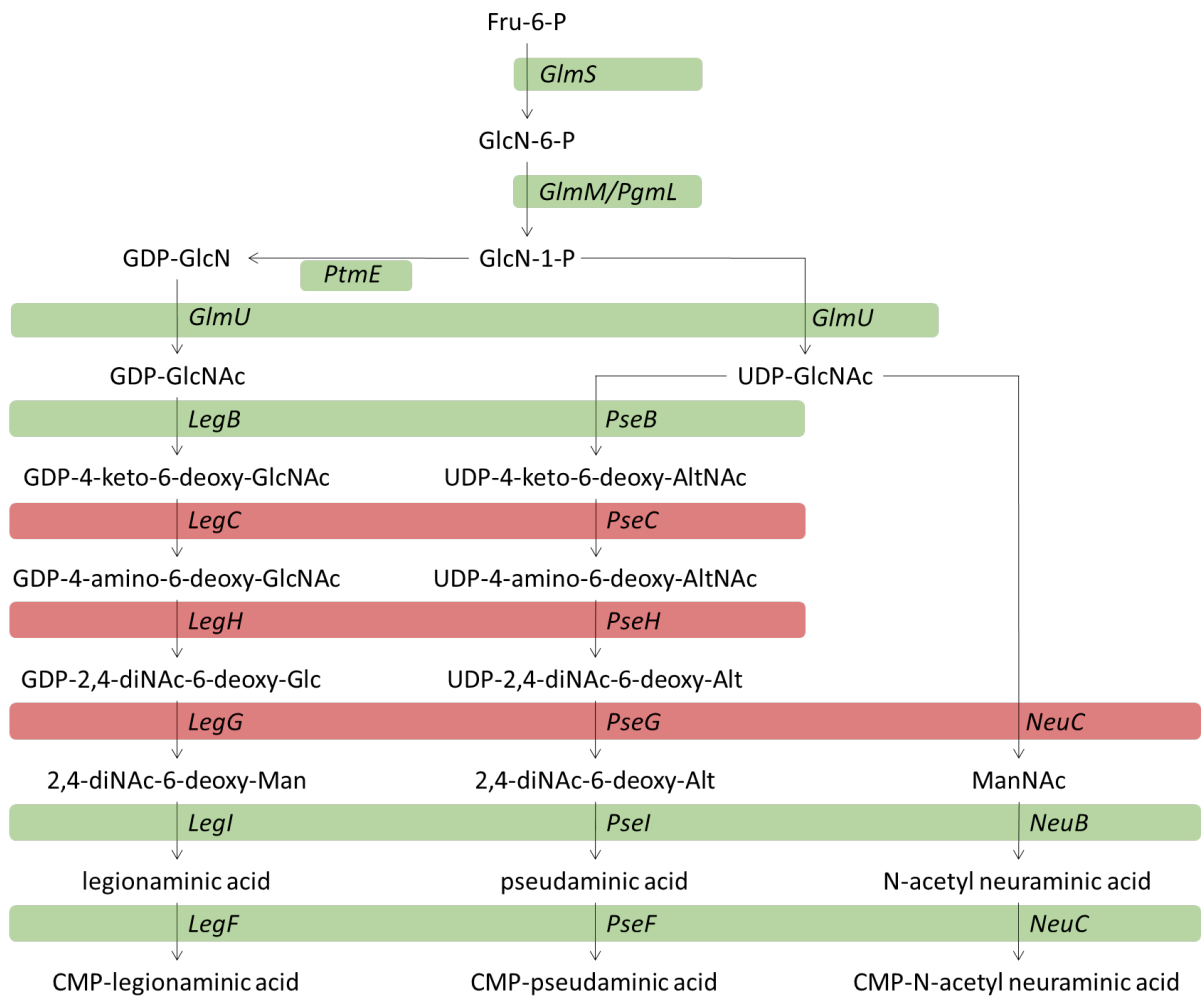 Fru-6-P
GlmS
GlcN-6-P
GlmM/PgmL
GDP-GlcN
GlcN-1-P
PtmE
GlmU
GlmU
GDP-GlcNAc
UDP-GlcNAc
LegB
PseB
GDP-4-keto-6-deoxy-GlcNAc
UDP-4-keto-6-deoxy-AltNAc
LegC
PseC
GDP-4-amino-6-deoxy-GlcNAc
UDP-4-amino-6-deoxy-AltNAc
LegH
PseH
GDP-2,4-diNAc-6-deoxy-Glc
UDP-2,4-diNAc-6-deoxy-Alt
LegG
PseG
NeuC
2,4-diNAc-6-deoxy-Man
2,4-diNAc-6-deoxy-Alt
ManNAc
LegI
PseI
NeuB
legionaminic acid
pseudaminic acid
N-acetyl neuraminic acid
LegF
PseF
NeuC
CMP-legionaminic acid
CMP-pseudaminic acid
CMP-N-acetyl neuraminic acid